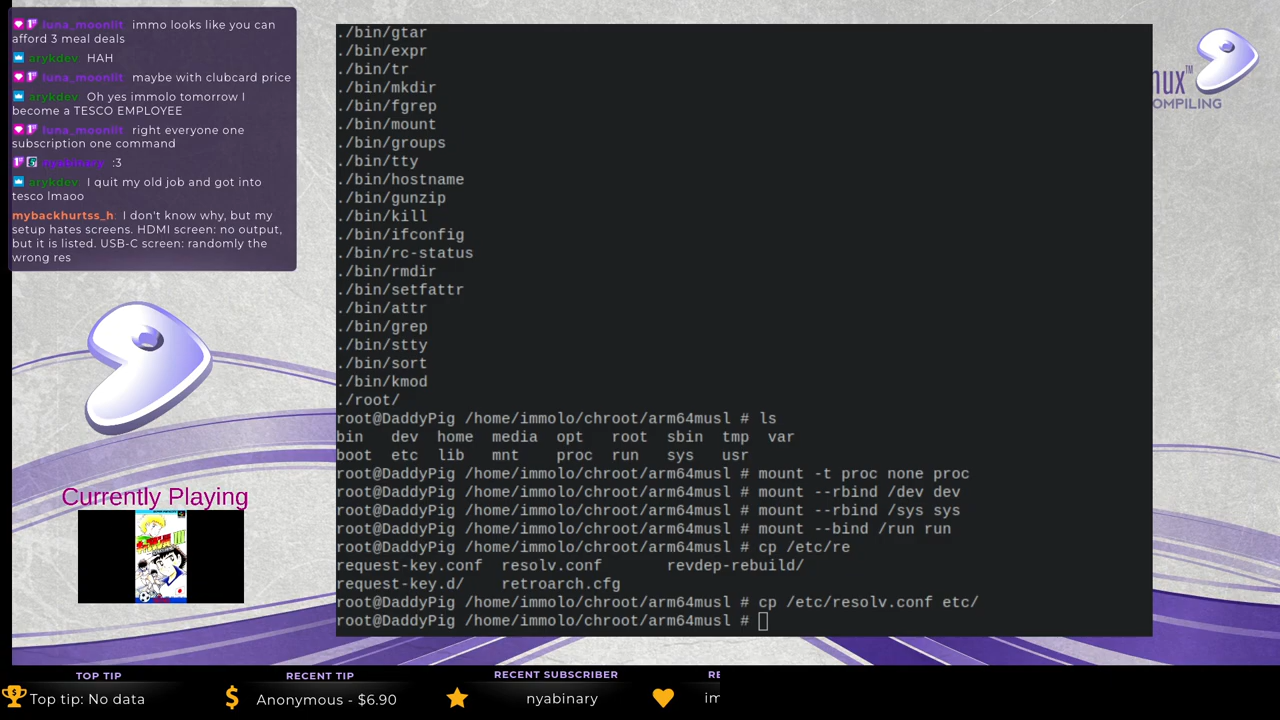 luna_moonlit immo looks like you can
afford 3 meal deals
arykdev: HAH
luna_moonlit maybe with clubcard price
arykdev: Oh yes immolo tomorrow I
become a TESCO EMPLOYEE
luna_moonlit right everyone one
subscription one command
nyabinary :3
arykdev: I quit my old job and got into
tesco lmaoo
mybackhurtss_h: I don't know why, but my
setup hates screens. HDMI screen: no output,
but it is listed. USB-C screen: randomly the
wrong res
./bin/gtar
./bin/expr
./bin/tr
./bin/mkdir
./bin/fgrep
./bin/mount
./bin/groups
./bin/tty
./bin/hostname
./bin/gunzip
./bin/kill
./bin/ifconfig
./bin/rc-status
./bin/rmdir
./bin/setfattr
./bin/attr
./bin/grep
./bin/stty
./bin/sort
./bin/kmod
./root/
root@DaddyPig /home/immolo/chroot/arm64musl # ls
bin dev home media opt root sbin tmp var
boot etc lib mnt proc run sys usr
root@DaddyPig /home/immolo/chroot/arm64musl # mount -t proc none proc
root@DaddyPig /home/immolo/chroot/arm64musl # mount --rbind /dev dev
root@DaddyPig /home/immolo/chroot/arm64musl # mount --rbind /sys sys
root@DaddyPig /home/immolo/chroot/arm64musl # mount --bind /run run
root@DaddyPig /home/immolo/chroot/arm64musl # cp /etc/re
request-key.conf resolv.conf revdep-rebuild/
request-key.d/ retroarch.cfg
root@DaddyPig /home/immolo/chroot/arm64musl # cp /etc/resolv.conf etc/
root@DaddyPig /home/immolo/chroot/arm64musl #
nux™
OMPILING
Currently Playing
TOP TIP
Top tip: No data
RECENT TIP
Anonymous - $6.90
RECENT SUBSCRIBER
nyabinary
RE
im